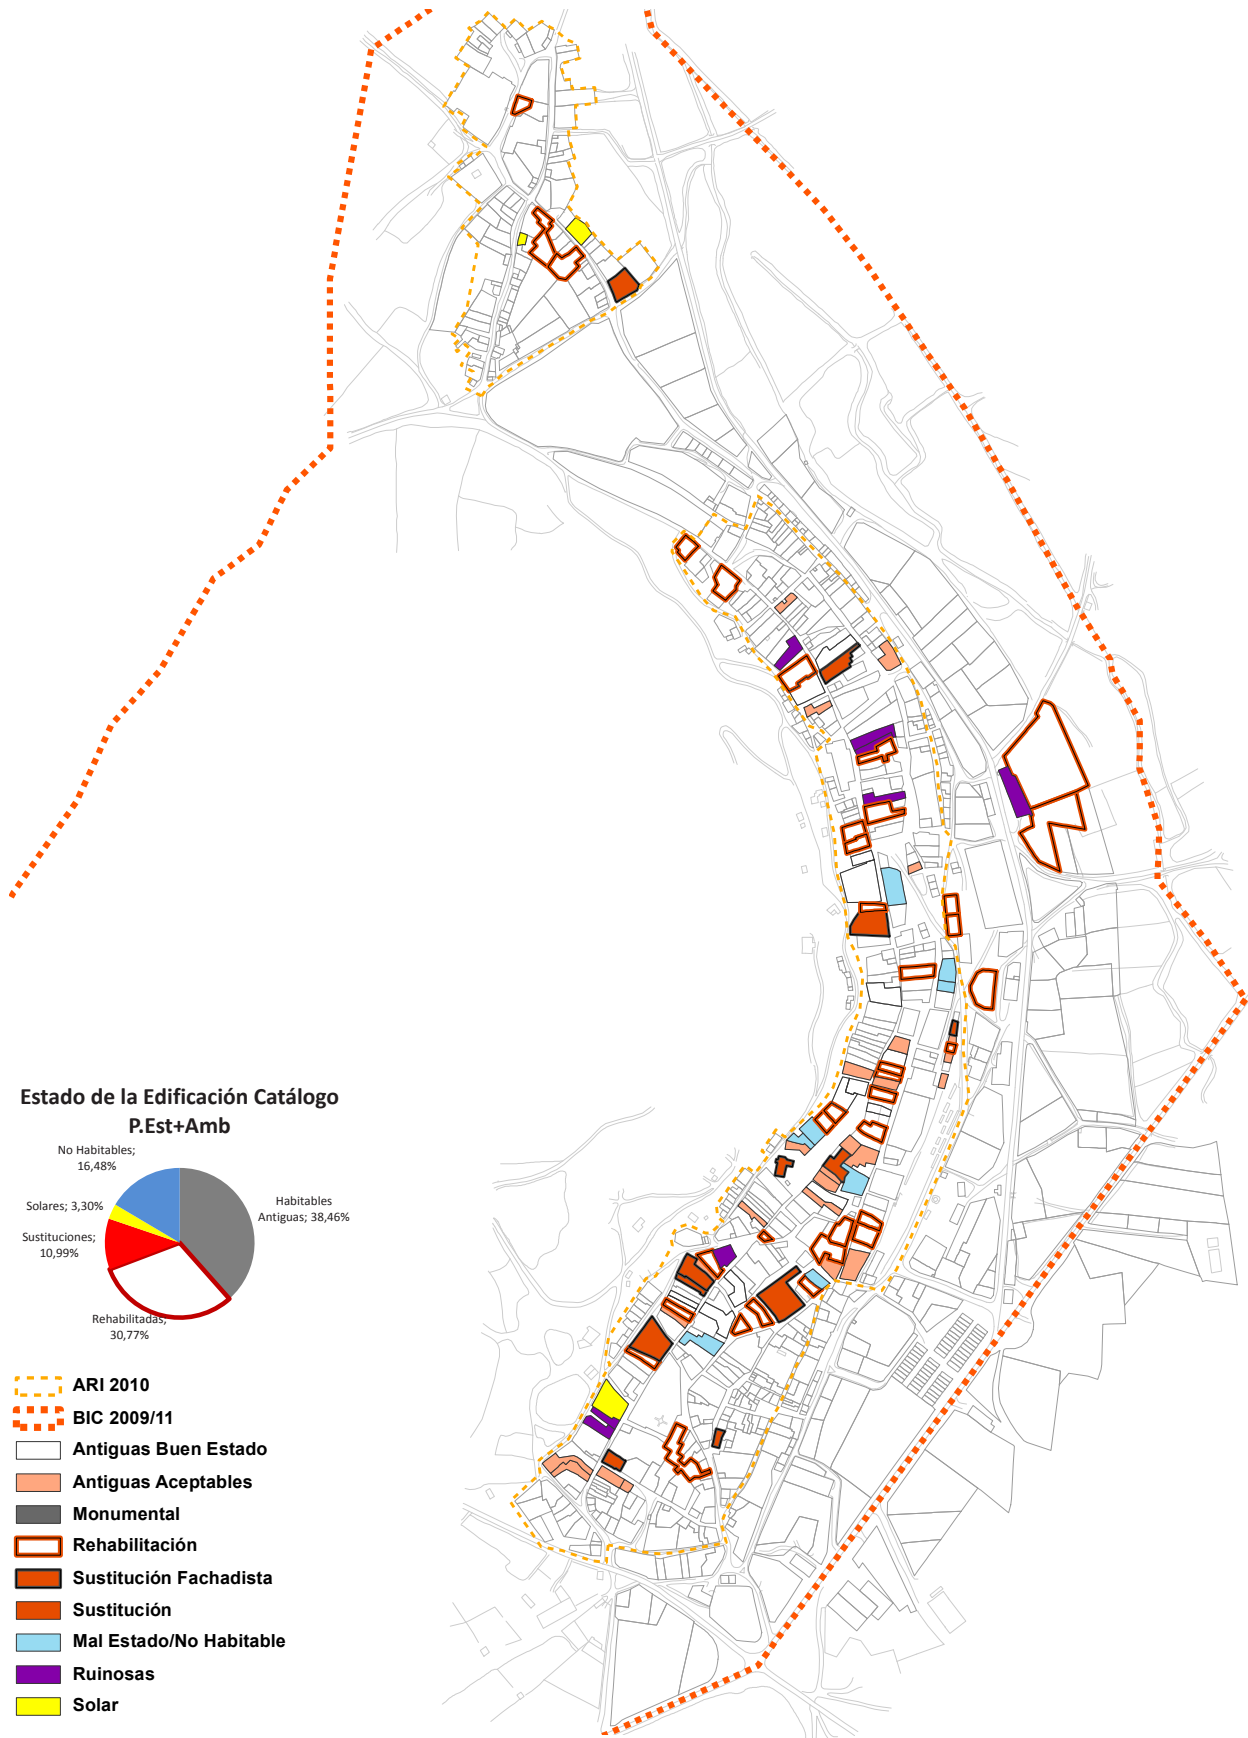 Estado de la Edificación Catálogo
P.Est+Amb
No Habitables;
16,48%
Habitables
Antiguas; 38,46%
Solares; 3,30%
Sustituciones;
10,99%
Rehabilitadas;
30,77%
ARI 2010
BIC 2009/11
Antiguas Buen Estado
Antiguas Aceptables
Monumental
Rehabilitación
Sustitución Fachadista
Sustitución
Mal Estado/No Habitable
Ruinosas
Solar